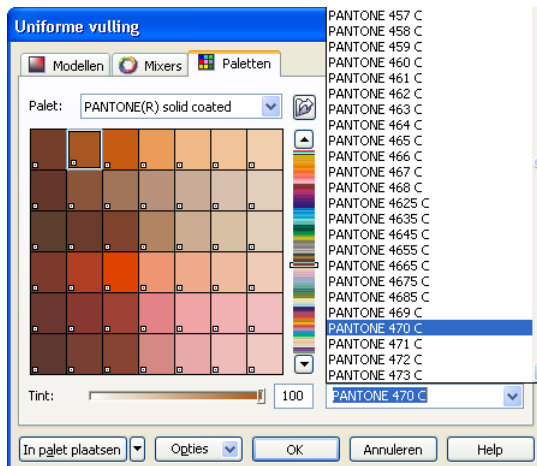 Uniforme vulling
Modellen
Mixers
Paletten
Palet:
PANTONE(R) solid coated
PANTONE 457 C
PANTONE 458 C
PANTONE 459 C
PANTONE 460 C
PANTONE 461 C
PANTONE 462 C
PANTONE 463 C
PANTONE 464 C
PANTONE 465 C
PANTONE 466 C
PANTONE 467 C
PANTONE 468 C
PANTONE 4625 C
PANTONE 4635 C
PANTONE 4645 C
PANTONE 4655 C
PANTONE 4665 C
PANTONE 4675 C
PANTONE 4685 C
PANTONE 469 C
PANTONE 470 C
PANTONE 471 C
PANTONE 472 C
PANTONE 473 C
Tint:
100
PANTONE 470 C
In palet plaatsen
Opties
OK
Annuleren
Help